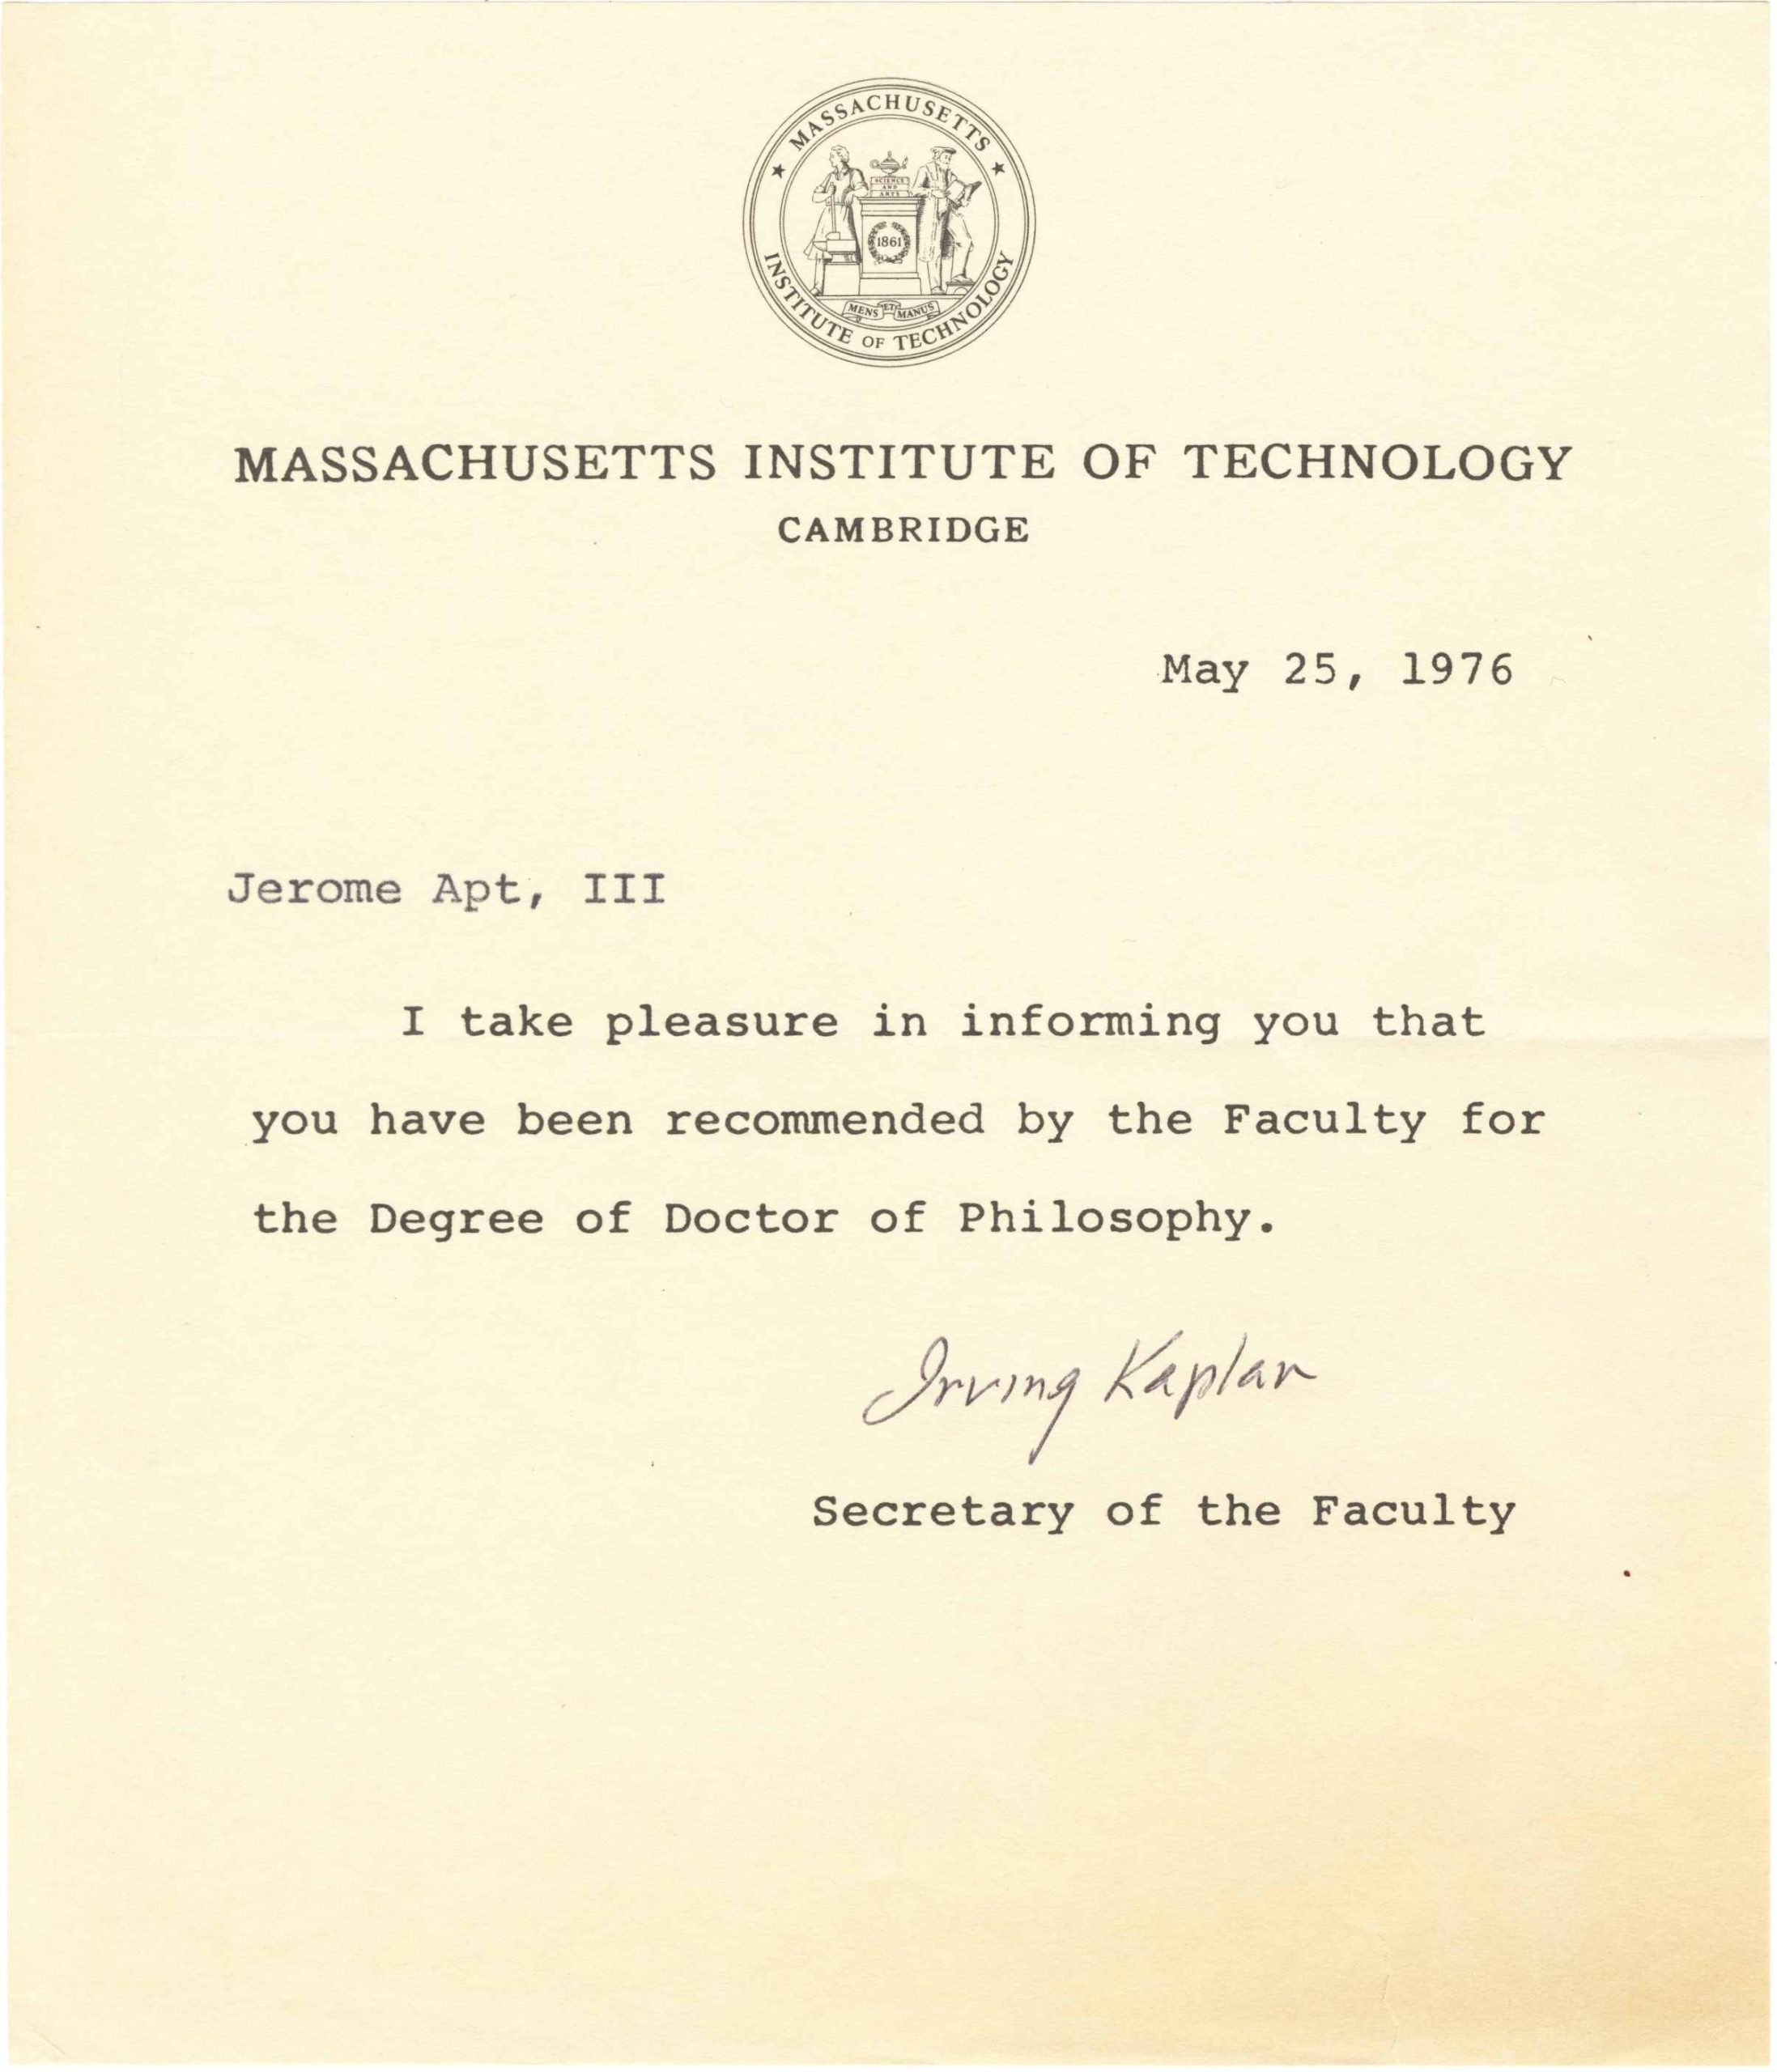 MASSACHUSETTS
INSTITUTE OF TECHNOLOGY
SCIENCE
AND
ARTS
1861
MENS ET MANUS
MASSACHUSETTS INSTITUTE OF TECHNOLOGY
CAMBRIDGE
May 25, 1976
Jerome Apt, III
I take pleasure in informing you that
you have been recommended by the Faculty for
the Degree of Doctor of Philosophy.
Irving Kaplan
Secretary of the Faculty